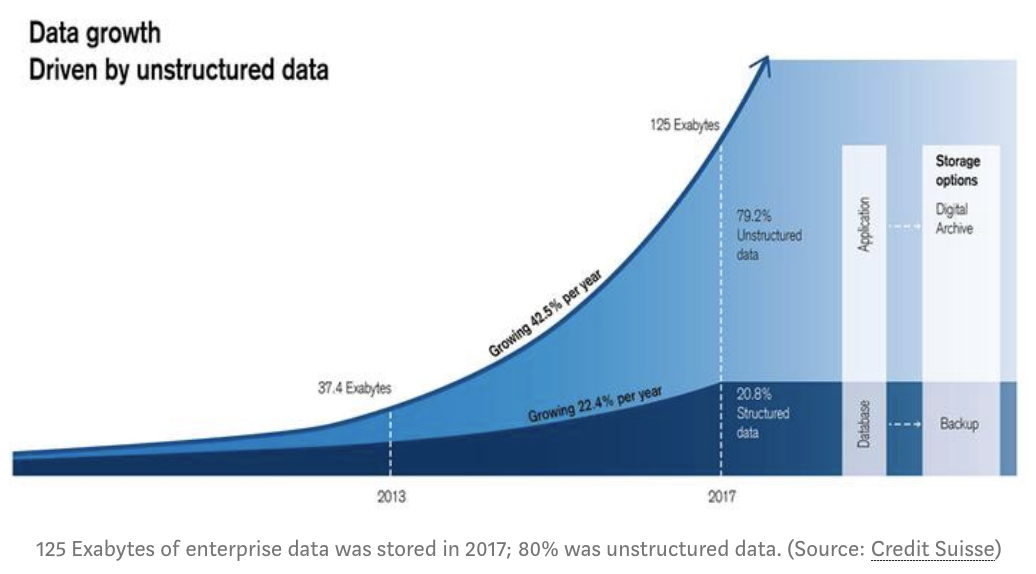 Data growth
Driven by unstructured data
125 Exabytes
37.4 Exabytes
Growing 42.5% per year
Growing 22.4% per year
79.2%
Unstructured
data
20.8%
Structured
data
Application
Database
Storage
options
Digital
Archive
Backup
2013
2017
125 Exabytes of enterprise data was stored in 2017; 80% was unstructured data. (Source: Credit Suisse)